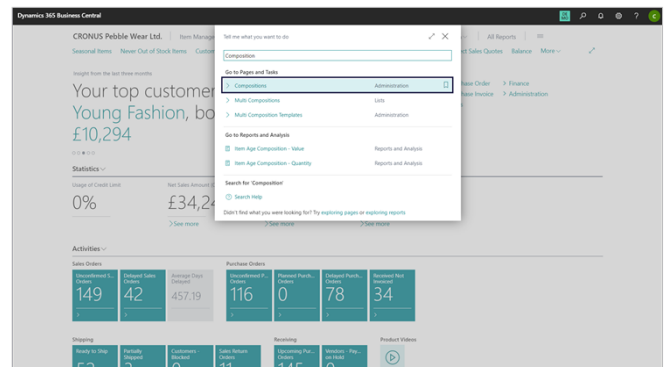 Dynamics 365 Business Central
CRONUS Pebble Wear Ltd.
Item Manage
All Reports
Seasonal Items Never Out of Stock Items Custom
ct Sales Quotes Balance More
Tell me what you want to do
Composition
Go to Pages and Tasks
> Compositions Administration
> Multi Compositions Lists
> Multi Composition Templates Administration
Go to Reports and Analysis
Item Age Composition - Value Reports and Analysis
Item Age Composition - Quantity Reports and Analysis
Search for 'Composition'
Search Help
Didn't find what you were looking for? Try exploring pages or exploring reports
hase Order > Finance
hase Invoice > Administration
Insight from the last three months
Your top customer
Young Fashion, bo
£10,294
Statistics
Usage of Credit Limit
Net Sales Amount £
0%
£34,24
>See more >See more >See more
Activities
Sales Orders
Purchase Orders
Unconfirmed S... Orders
149
Delayed Sales Orders
42
Average Days Delayed
457.19
Unconfirmed P... Orders
116
Planned Purch... Orders
0
Delayed Purch... Orders
78
Received Not Invoiced
34
Shipping
Receiving
Product Videos
Ready to Ship
Partially Shipped
Customers - Blocked
Sales Return Orders
Upcoming Pur... Orders
Vendors - Pay... on Hold